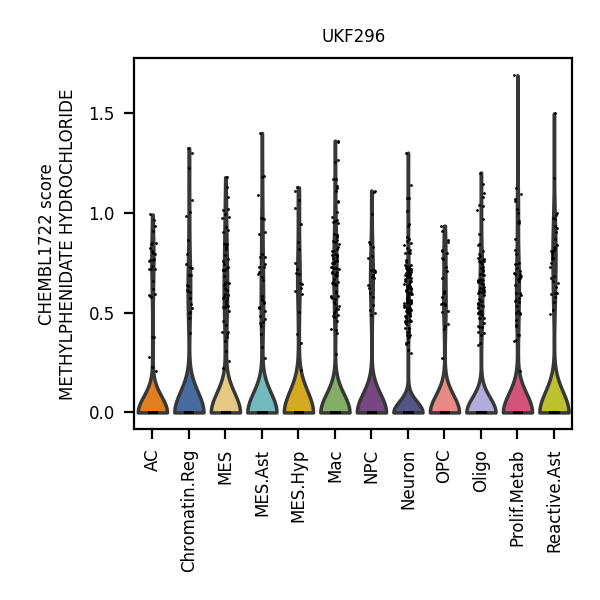 UKF296
CHEMBL1722 score
METHYLPHENIDATE HYDROCHLORIDE
1.5
1.0
0.5
0.0
AC
Chromatin.Reg
MES
MES.Ast
MES.Hyp
Mac
NPC
Neuron
OPC
Oligo
Prolif.Metab
Reactive.Ast